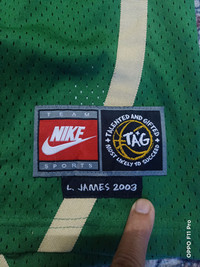 TEAM
NIKE
SPORTS
TALENTED AND GIFTED
TAG
MOST LIKELY TO SUCCEED
L. JAMES 2003
OPPO F11 Pro